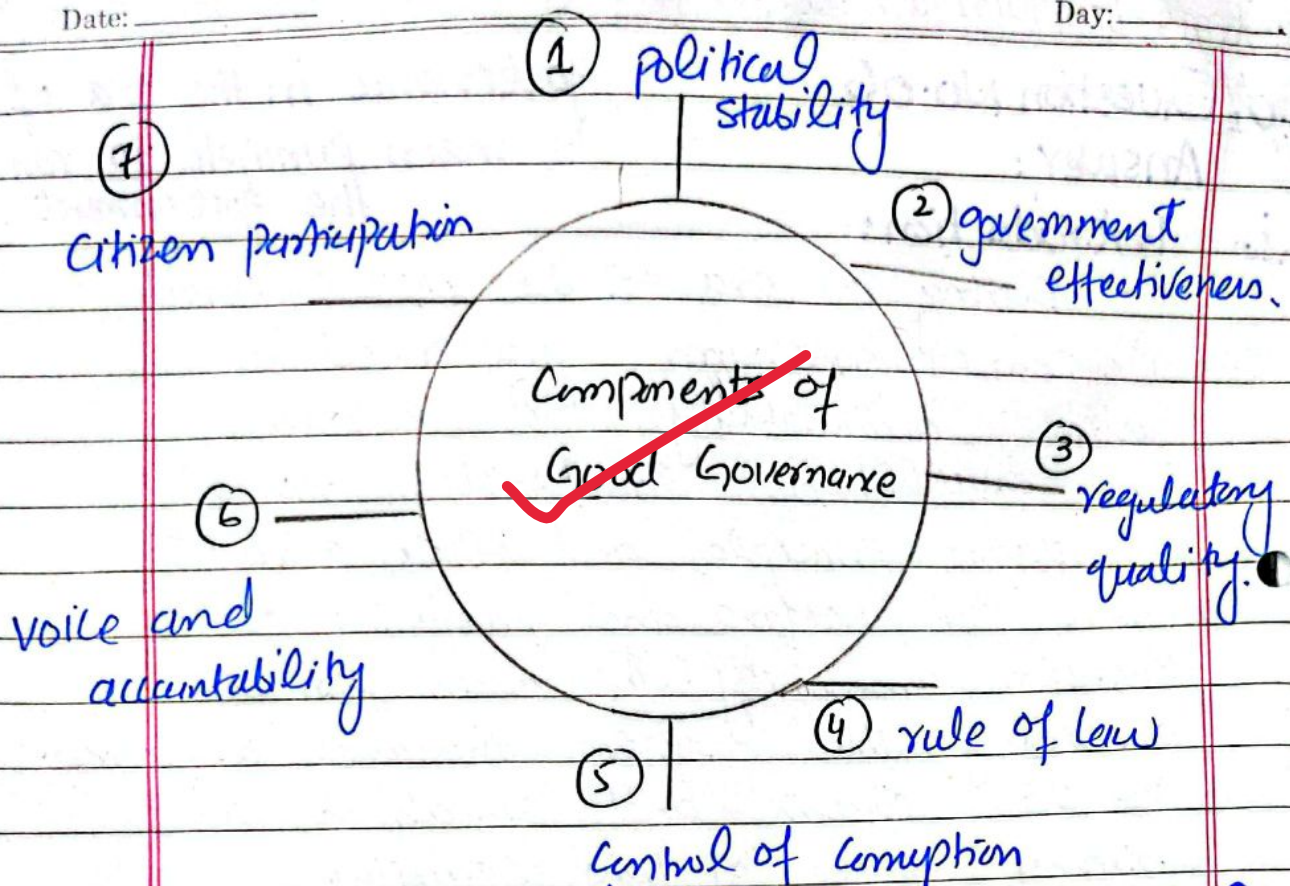 Date:
Day:
1
political
stability
2
government
effectiveness.
3
regulatory
quality.
4
rule of law
5
Control of corruption
6
voice and
accountability
7
Citizen participation
Components of
Good Governance